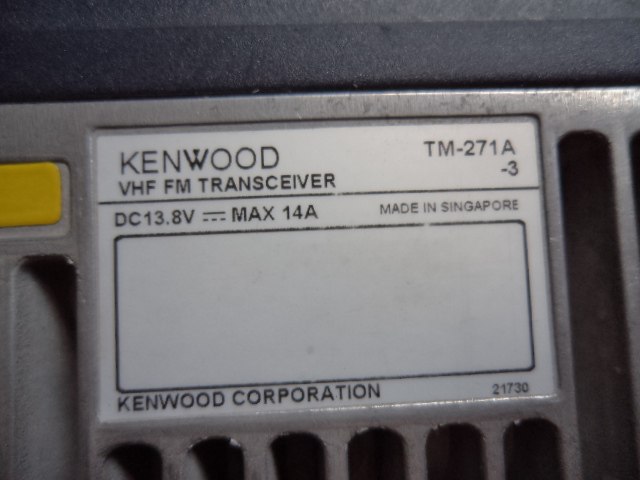 KENWOOD TM-271A
VHF FM TRANSCEIVER -3
DC13.8V ⎓ MAX 14A MADE IN SINGAPORE
KENWOOD CORPORATION 21730